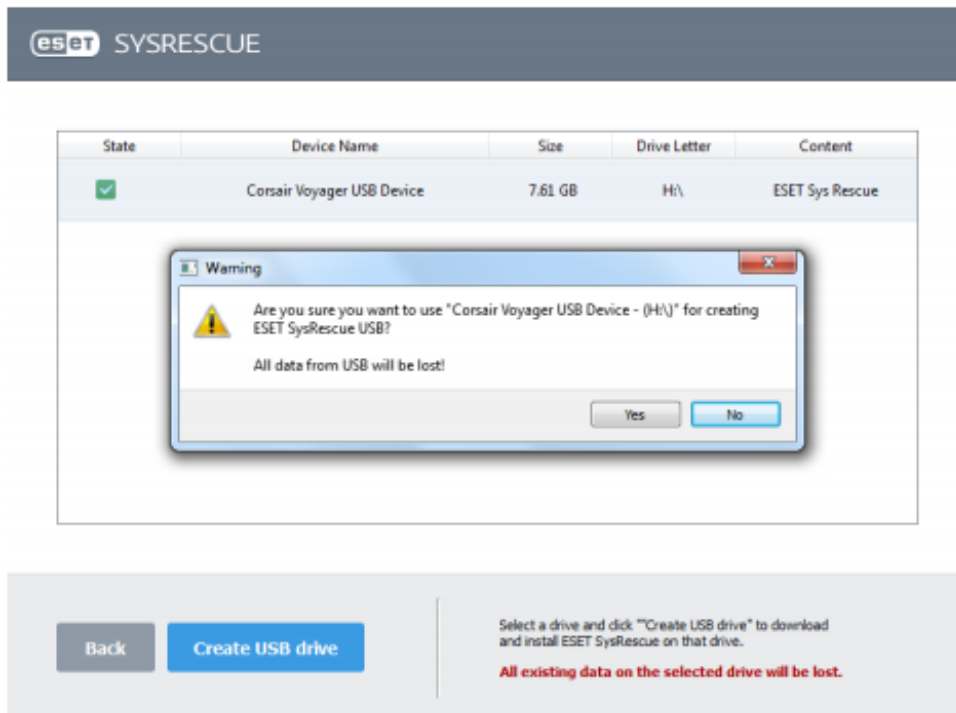 eset SYSRESCUE
State Device Name Size Drive Letter Content
Corsair Voyager USB Device 7.61 GB H:\ ESET Sys Rescue
Warning
Are you sure you want to use "Corsair Voyager USB Device - (H:\)" for creating
ESET SysRescue USB?
All data from USB will be lost!
Yes No
Back Create USB drive
Select a drive and click ""Create USB drive" to download
and install ESET SysRescue on that drive.
All existing data on the selected drive will be lost.